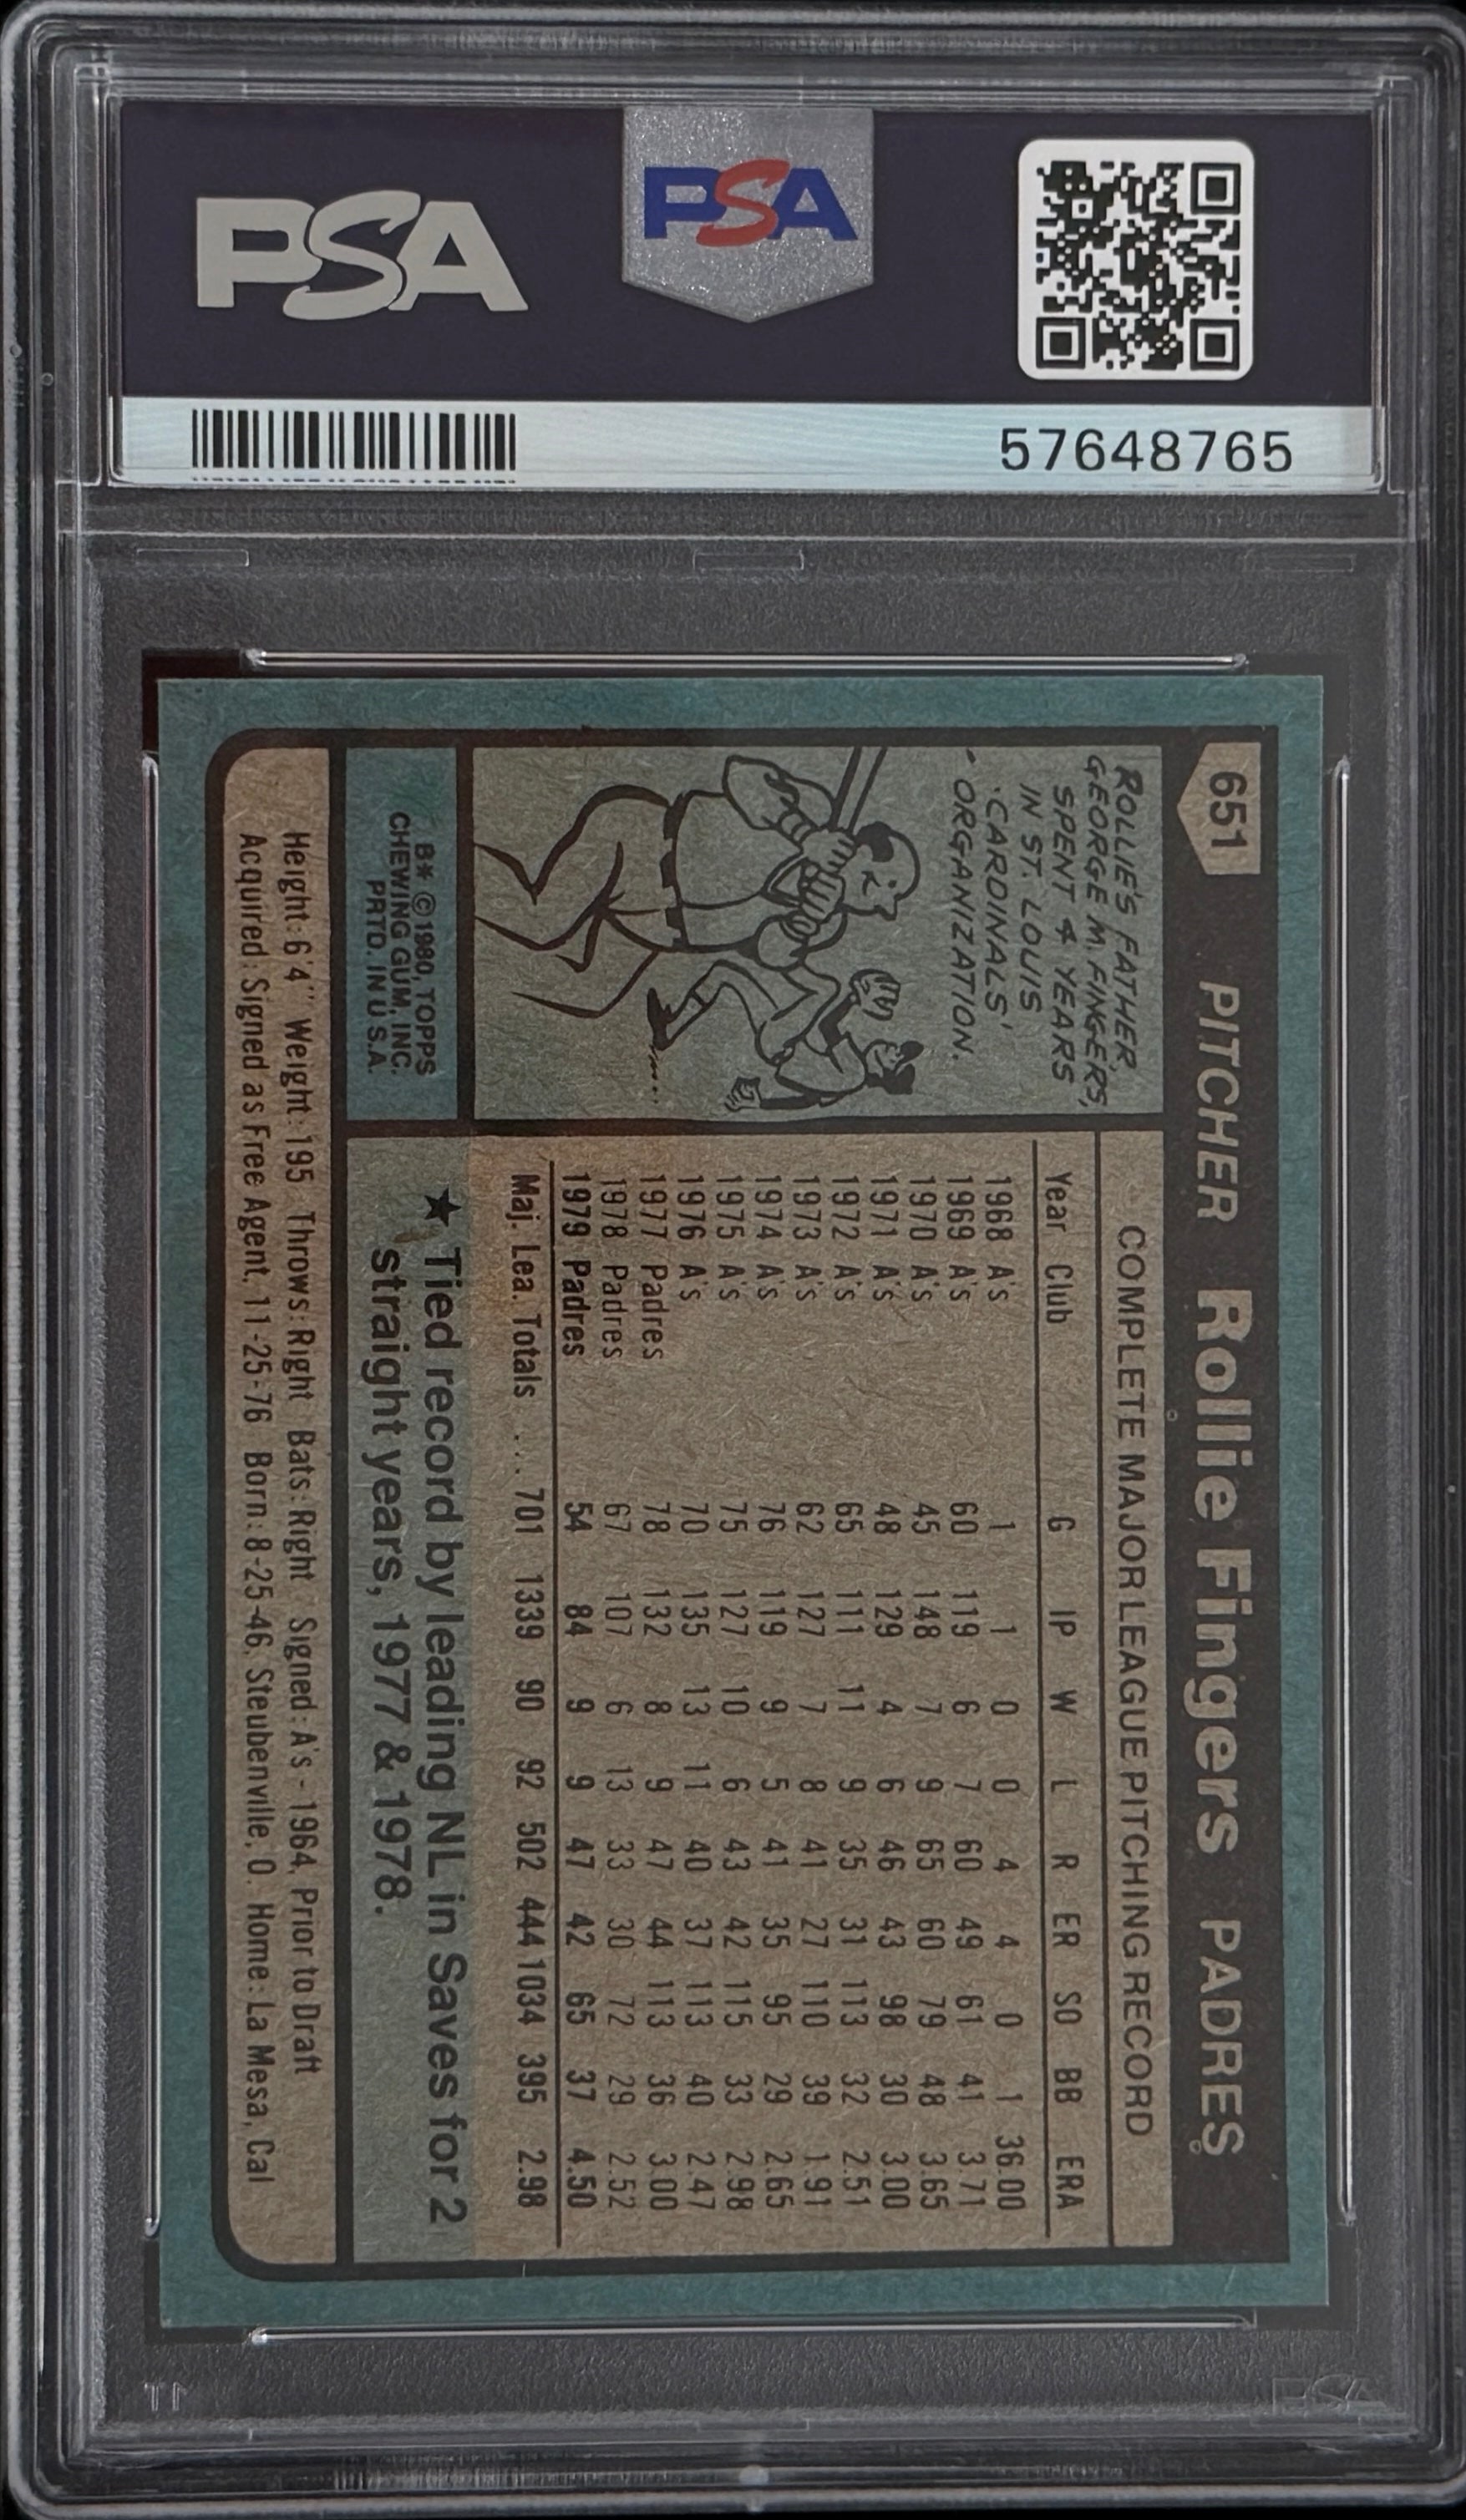 PSA
PSA
57648765
651 PITCHER Rollie Fingers PADRES
ROLLIE'S FATHER,
GEORGE M. FINGERS,
SPENT 4 YEARS
IN ST. LOUIS
CARDINALS'
ORGANIZATION.
B* © 1980, TOPPS
CHEWING GUM, INC.
PRTD. IN U.S.A.
COMPLETE MAJOR LEAGUE PITCHING RECORD
Year Club G IP W L R ER SO BB ERA
1968 A's 1 1 0 0 4 4 0 1 36.00
1969 A's 60 119 6 7 60 49 61 41 3.71
1970 A's 45 148 7 9 65 60 79 48 3.65
1971 A's 48 129 4 6 46 43 98 30 3.00
1972 A's 65 111 11 9 35 31 113 32 2.51
1973 A's 62 127 7 8 41 27 110 39 1.91
1974 A's 76 119 9 5 41 35 95 29 2.65
1975 A's 75 127 10 6 43 42 115 33 2.98
1976 A's 70 135 13 11 40 37 113 40 2.47
1977 Padres 78 132 8 9 47 44 113 36 3.00
1978 Padres 67 107 6 13 33 30 72 29 2.52
1979 Padres 54 84 9 9 47 42 65 37 4.50
Maj. Lea. Totals ... 701 1339 90 92 502 444 1034 395 2.98
★ Tied record by leading NL in Saves for 2
straight years, 1977 & 1978.
Height: 6'4" Weight: 195 Throws: Right Bats: Right Signed: A's - 1964, Prior to Draft
Acquired: Signed as Free Agent, 11-25-76 Born: 8-25-46, Steubenville, O. Home: La Mesa, Cal
PSA